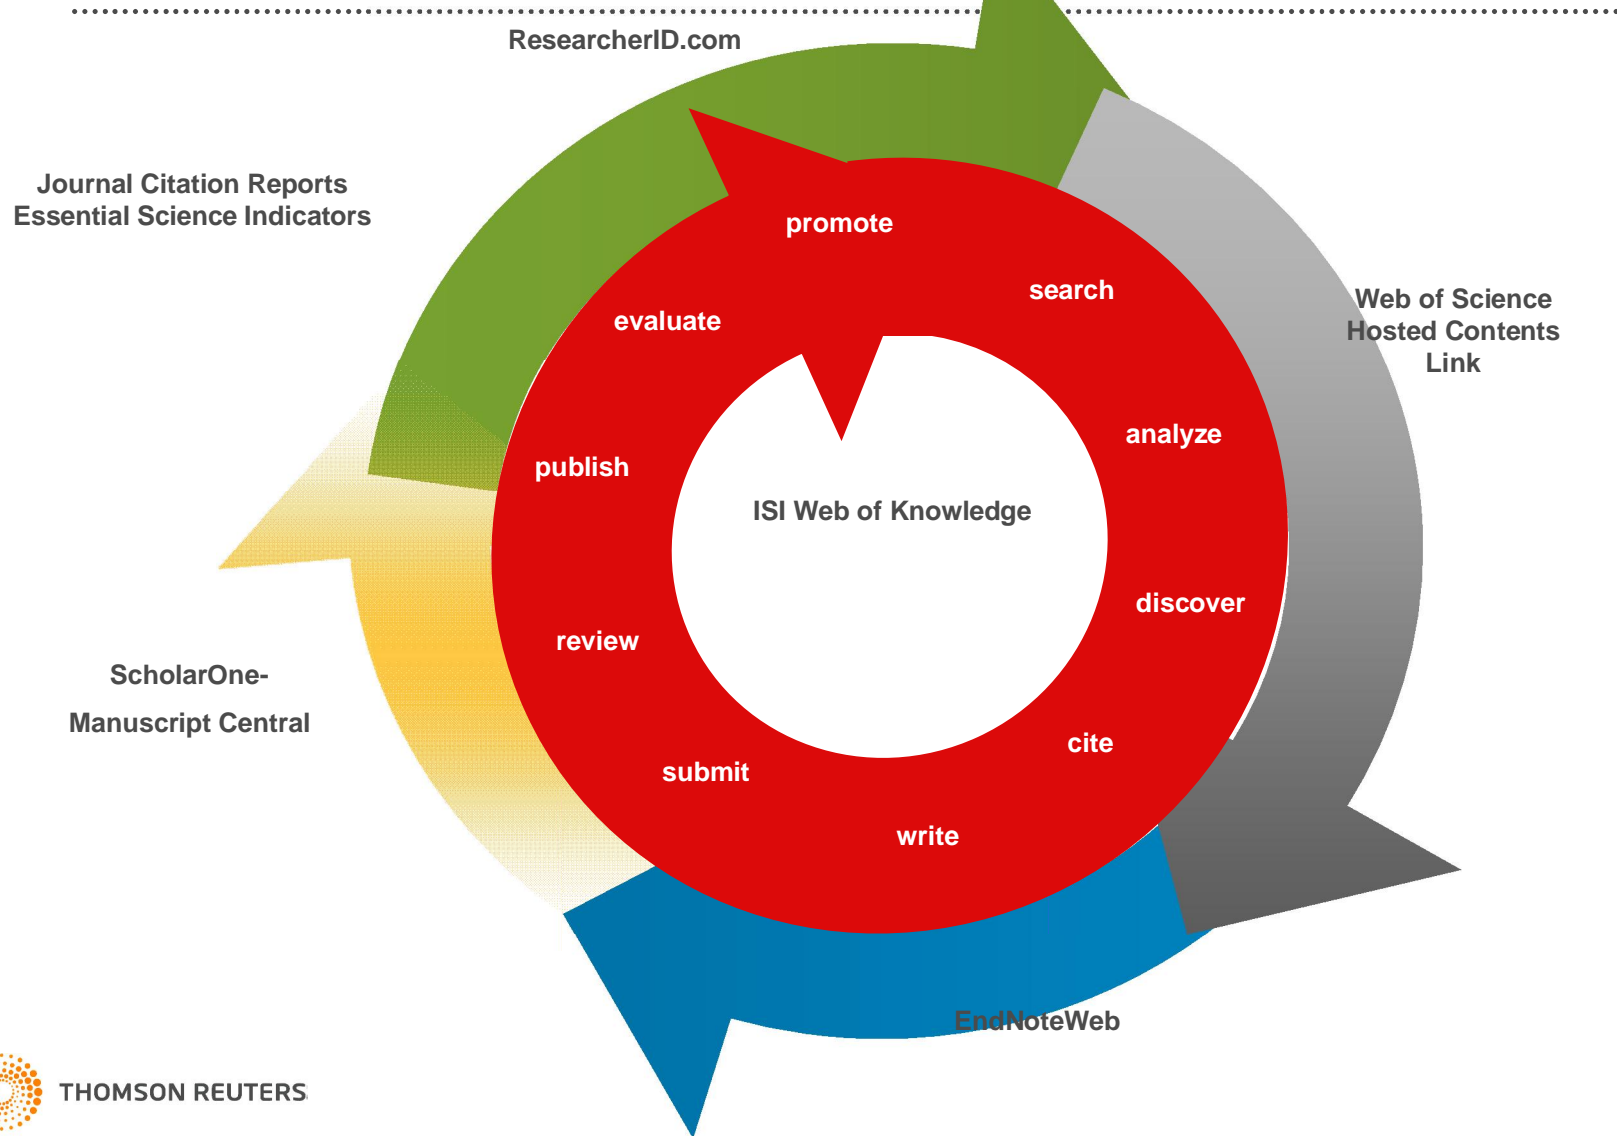 ResearcherID.com
Journal Citation Reports
Essential Science Indicators
promote
search
evaluate
Web of Science
Hosted Contents
Link
analyze
publish
ISI Web of Knowledge
discover
review
ScholarOne-
Manuscript Central
cite
submit
write
EndNoteWeb
THOMSON REUTERS